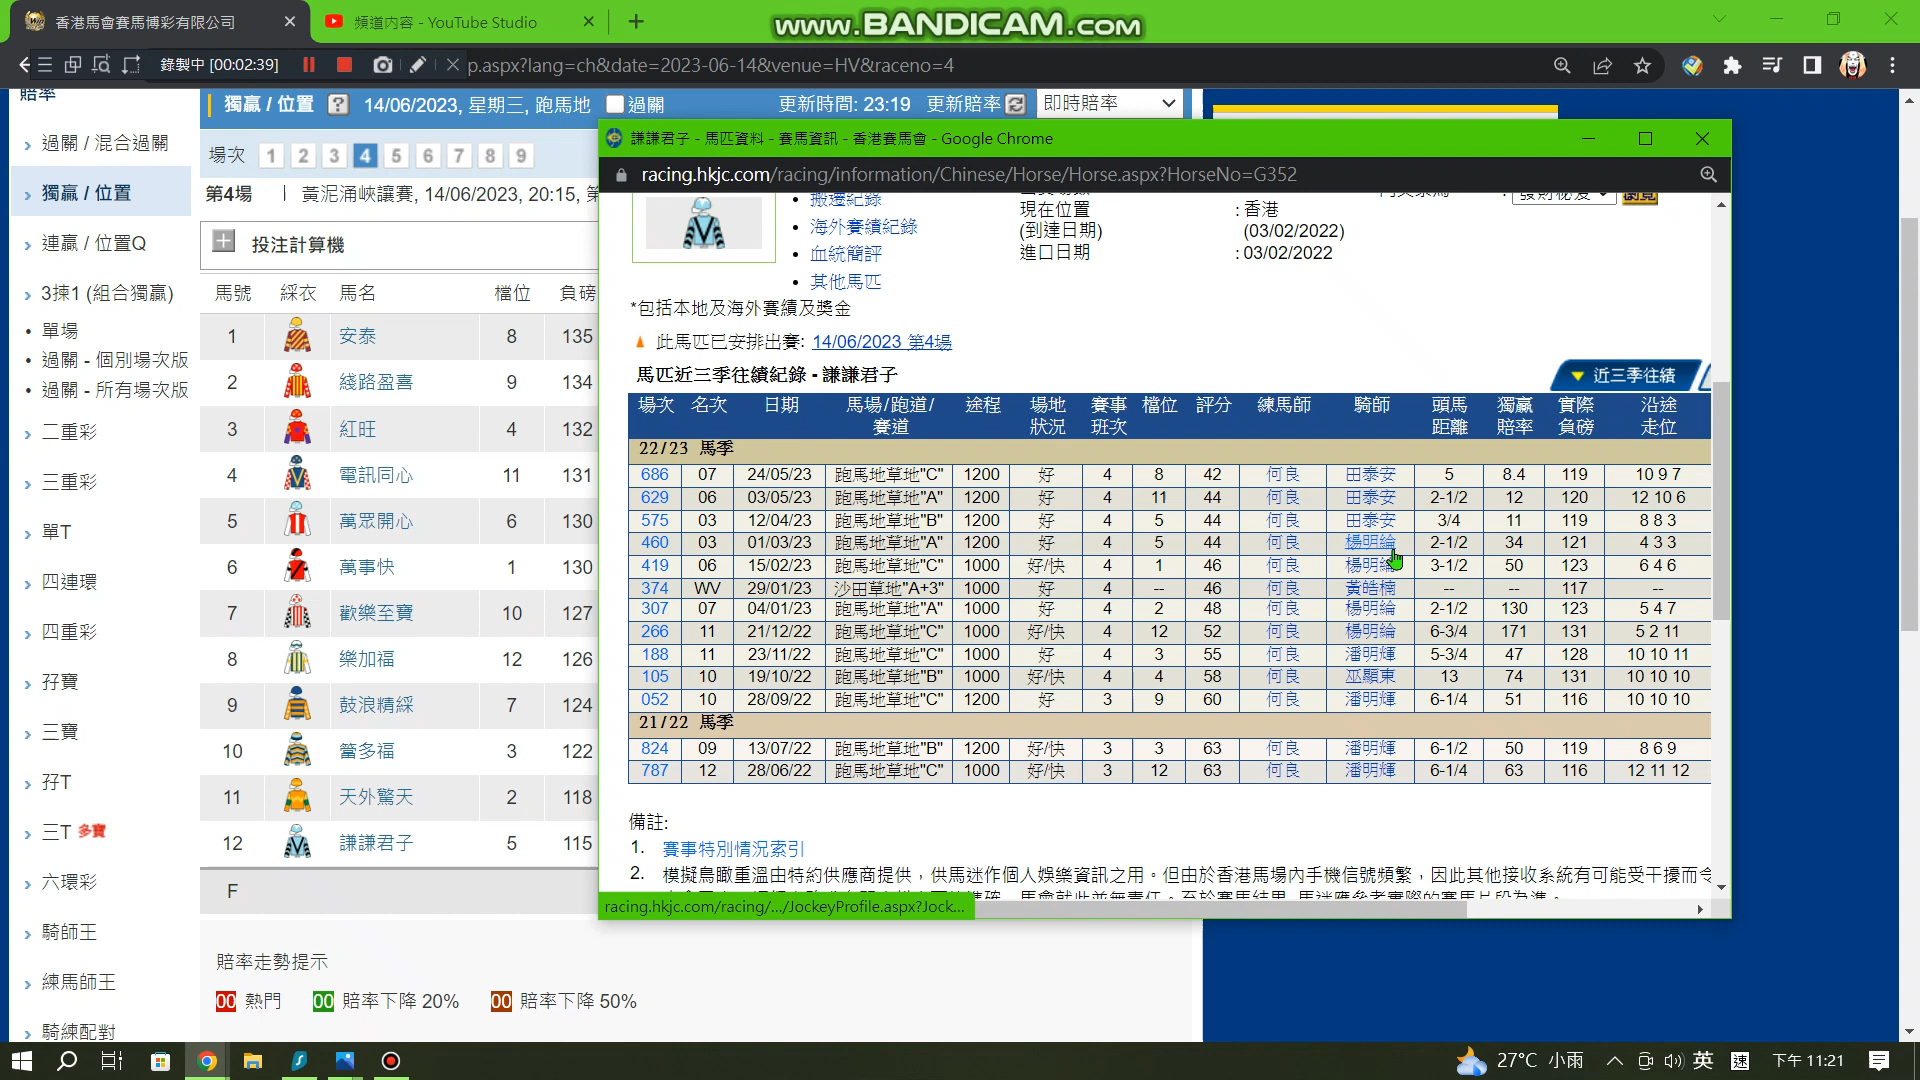 香港馬會賽馬博彩有限公司
頻道內容 - YouTube Studio
www.BANDICAM.com
錄製中 [00:02:39]
p.aspx?lang=ch&date=2023-06-14&venue=HV&raceno=4
賠率
過關 / 混合過關
獨贏 / 位置
連贏 / 位置Q
3揀1 (組合獨贏)
單場
過關 - 個別場次版
過關 - 所有場次版
二重彩
三重彩
單T
四連環
四重彩
孖寶
三寶
孖T
三T 多寶
六環彩
騎師王
練馬師王
騎練配對
獨贏 / 位置 ? 14/06/2023, 星期三, 跑馬地 過關 更新時間: 23:19 更新賠率 即時賠率
場次 1 2 3 4 5 6 7 8 9
第4場 | 黃泥涌峽讓賽, 14/06/2023, 20:15, 第
投注計算機
馬號 綵衣 馬名 檔位 負磅
1 安泰 8 135
2 綫路盈喜 9 134
3 紅旺 4 132
4 電訊同心 11 131
5 萬眾開心 6 130
6 萬事快 1 130
7 歡樂至寶 10 127
8 樂加福 12 126
9 鼓浪精綵 7 124
10 當多福 3 122
11 天外驚天 2 118
12 謙謙君子 5 115
F
賠率走勢提示
00 熱門 00 賠率下降 20% 00 賠率下降 50%
謙謙君子 - 馬匹資料 - 賽馬資訊 - 香港賽馬會 - Google Chrome
racing.hkjc.com/racing/information/Chinese/Horse/Horse.aspx?HorseNo=G352
搬遷紀錄
海外賽績紀錄
血統簡評
其他馬匹
現在位置 : 香港
(到達日期) (03/02/2022)
進口日期 : 03/02/2022
*包括本地及海外賽績及獎金
此馬匹已安排出賽: 14/06/2023 第4場
馬匹近三季往績紀錄 - 謙謙君子
近三季往績
場次 名次 日期 馬場/跑道/賽道 途程 場地狀況 賽事班次 檔位 評分 練馬師 騎師 頭馬距離 獨贏賠率 實際負磅 沿途走位
22/23 馬季
686 07 24/05/23 跑馬地草地"C" 1200 好 4 8 42 何良 田泰安 5 8.4 119 10 9 7
629 06 03/05/23 跑馬地草地"A" 1200 好 4 11 44 何良 田泰安 2-1/2 12 120 12 10 6
575 03 12/04/23 跑馬地草地"B" 1200 好 4 5 44 何良 田泰安 3/4 11 119 8 8 3
460 03 01/03/23 跑馬地草地"A" 1200 好 4 5 44 何良 楊明綸 2-1/2 34 121 4 3 3
419 06 15/02/23 跑馬地草地"C" 1200 好/快 4 1 46 何良 楊明綸 3-1/2 50 123 6 4 6
374 WV 29/01/23 沙田草地"A+3" 1000 好 4 -- 46 何良 黃皓楠 -- -- 117 --
307 07 04/01/23 跑馬地草地"A" 1000 好 4 2 48 何良 楊明綸 2-1/2 130 123 5 4 7
266 11 21/12/22 跑馬地草地"C" 1000 好/快 4 12 52 何良 楊明綸 6-3/4 171 131 5 2 11
188 11 23/11/22 跑馬地草地"C" 1000 好 4 3 55 何良 潘明輝 5-3/4 47 128 10 10 11
105 10 19/10/22 跑馬地草地"B" 1000 好/快 4 4 58 何良 巫顯東 13 74 131 10 10 10
052 10 28/09/22 跑馬地草地"C" 1200 好 3 9 60 何良 潘明輝 6-1/4 51 116 10 10 10
21/22 馬季
824 09 13/07/22 跑馬地草地"B" 1200 好/快 3 3 63 何良 潘明輝 6-1/2 50 119 8 6 9
787 12 28/06/22 跑馬地草地"C" 1000 好/快 3 12 63 何良 潘明輝 6-1/4 63 116 12 11 12
備註:
1. 賽事特別情況索引
2. 模擬鳥瞰重溫由特約供應商提供，供馬迷作個人娛樂資訊之用。但由於香港馬場內手機信號頻繁，因此其他接收系統有可能受干擾而令
racing.hkjc.com/racing/.../JockeyProfile.aspx?Jock...
27°C 小雨 英 速 下午 11:21